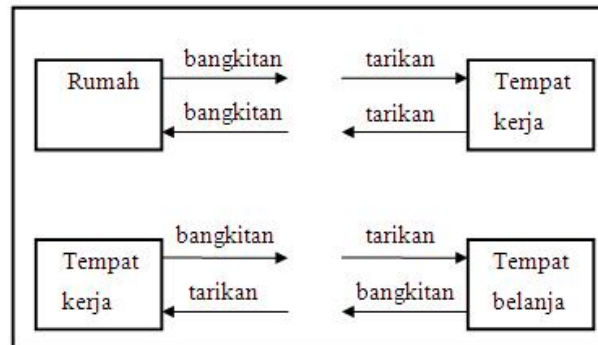 bangkitan tarikan
Rumah Tempat
kerja
bangkitan tarikan
bangkitan tarikan
Tempat
kerja
Tempat
belanja
tarikan bangkitan